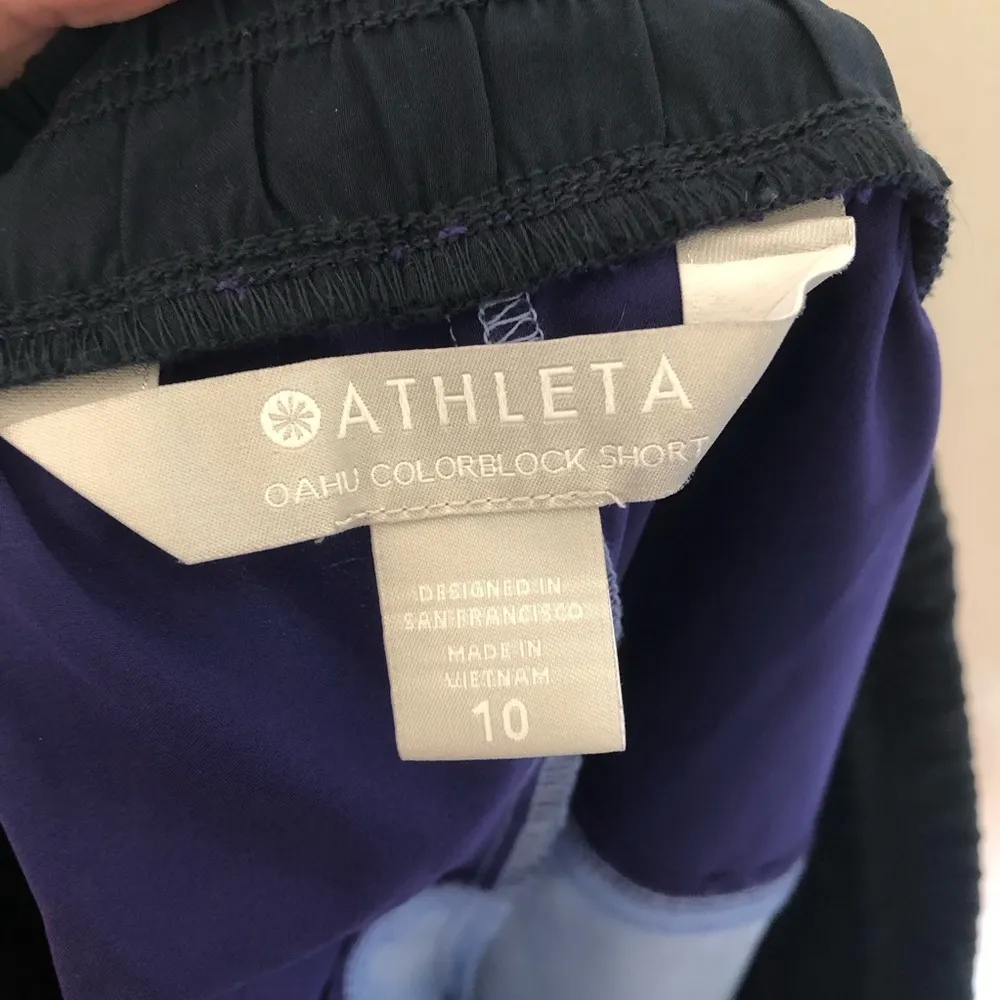 ATHLETA
OAHU COLORBLOCK SHORT
DESIGNED IN
SAN FRANCISCO
MADE IN
VIETNAM
10